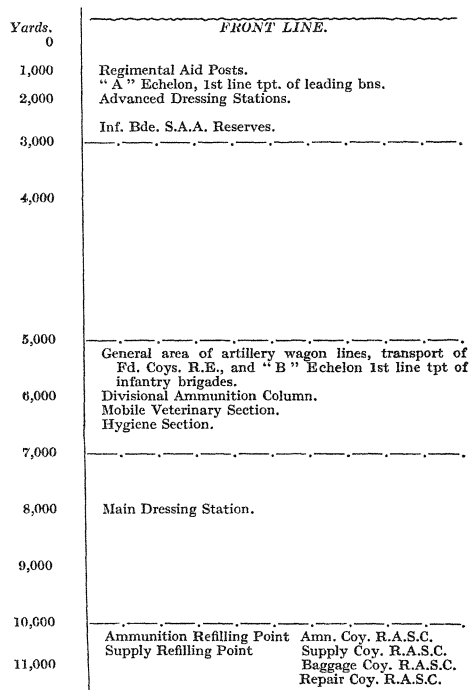 Yards. FRONT LINE.
0
1,000 Regimental Aid Posts.
"A" Echelon, 1st line tpt. of leading bns.
2,000 Advanced Dressing Stations.
Inf. Bde. S.A.A. Reserves.
3,000
4,000
5,000
General area of artillery wagon lines, transport of
Fd. Coys. R.E., and "B" Echelon 1st line tpt of
infantry brigades.
6,000 Divisional Ammunition Column.
Mobile Veterinary Section.
Hygiene Section.
7,000
8,000 Main Dressing Station.
9,000
10,000
Ammunition Refilling Point Amn. Coy. R.A.S.C.
Supply Refilling Point Supply Coy. R.A.S.C.
11,000 Baggage Coy. R.A.S.C.
Repair Coy. R.A.S.C.